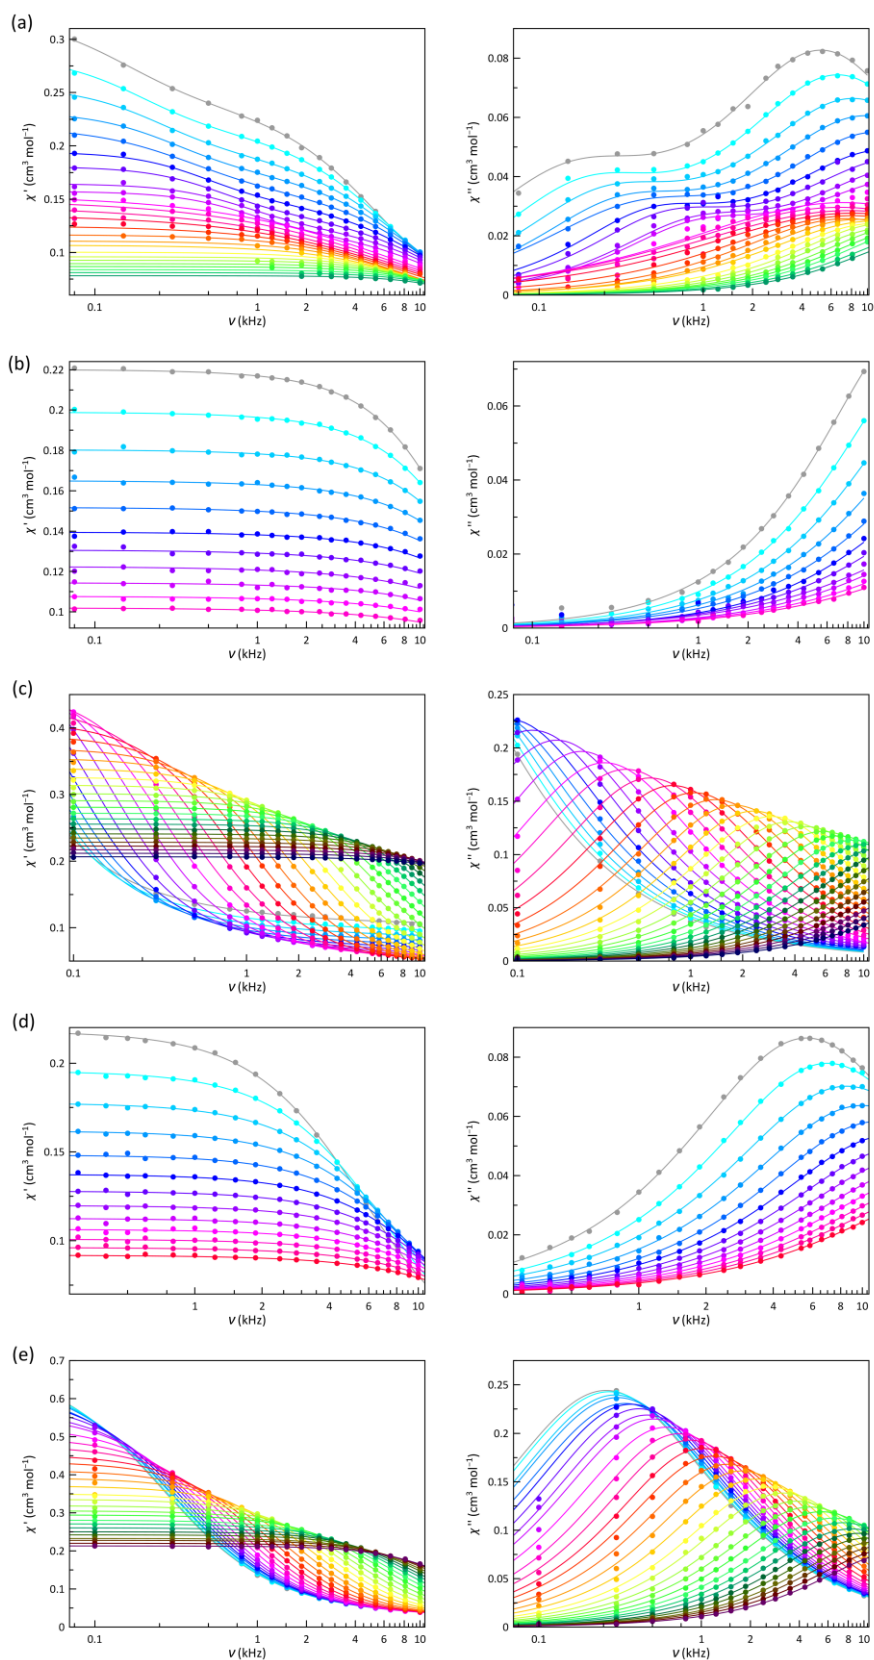 (a)
0.3
0.25
0.2
0.15
0.1
χ' (cm³ mol⁻¹)
0.1 1 2 4 6 8 10
ν (kHz)
0.08
0.06
0.04
0.02
0
χ'' (cm³ mol⁻¹)
0.1 1 2 4 6 8 10
ν (kHz)
(b)
0.22
0.2
0.18
0.16
0.14
0.12
0.1
χ' (cm³ mol⁻¹)
0.1 1 2 4 6 8 10
ν (kHz)
0.06
0.04
0.02
0
χ'' (cm³ mol⁻¹)
0.1 1 2 4 6 8 10
ν (kHz)
(c)
0.4
0.3
0.2
0.1
χ' (cm³ mol⁻¹)
0.1 1 2 4 6 8 10
ν (kHz)
0.25
0.2
0.15
0.1
0.05
0
χ'' (cm³ mol⁻¹)
0.1 1 2 4 6 8 10
ν (kHz)
(d)
0.2
0.15
0.1
χ' (cm³ mol⁻¹)
1 2 4 6 8 10
ν (kHz)
0.08
0.06
0.04
0.02
0
χ'' (cm³ mol⁻¹)
1 2 4 6 8 10
ν (kHz)
(e)
0.7
0.6
0.5
0.4
0.3
0.2
0.1
0
χ' (cm³ mol⁻¹)
0.1 1 2 4 6 8 10
ν (kHz)
0.25
0.2
0.15
0.1
0.05
0
χ'' (cm³ mol⁻¹)
0.1 1 2 4 6 8 10
ν (kHz)